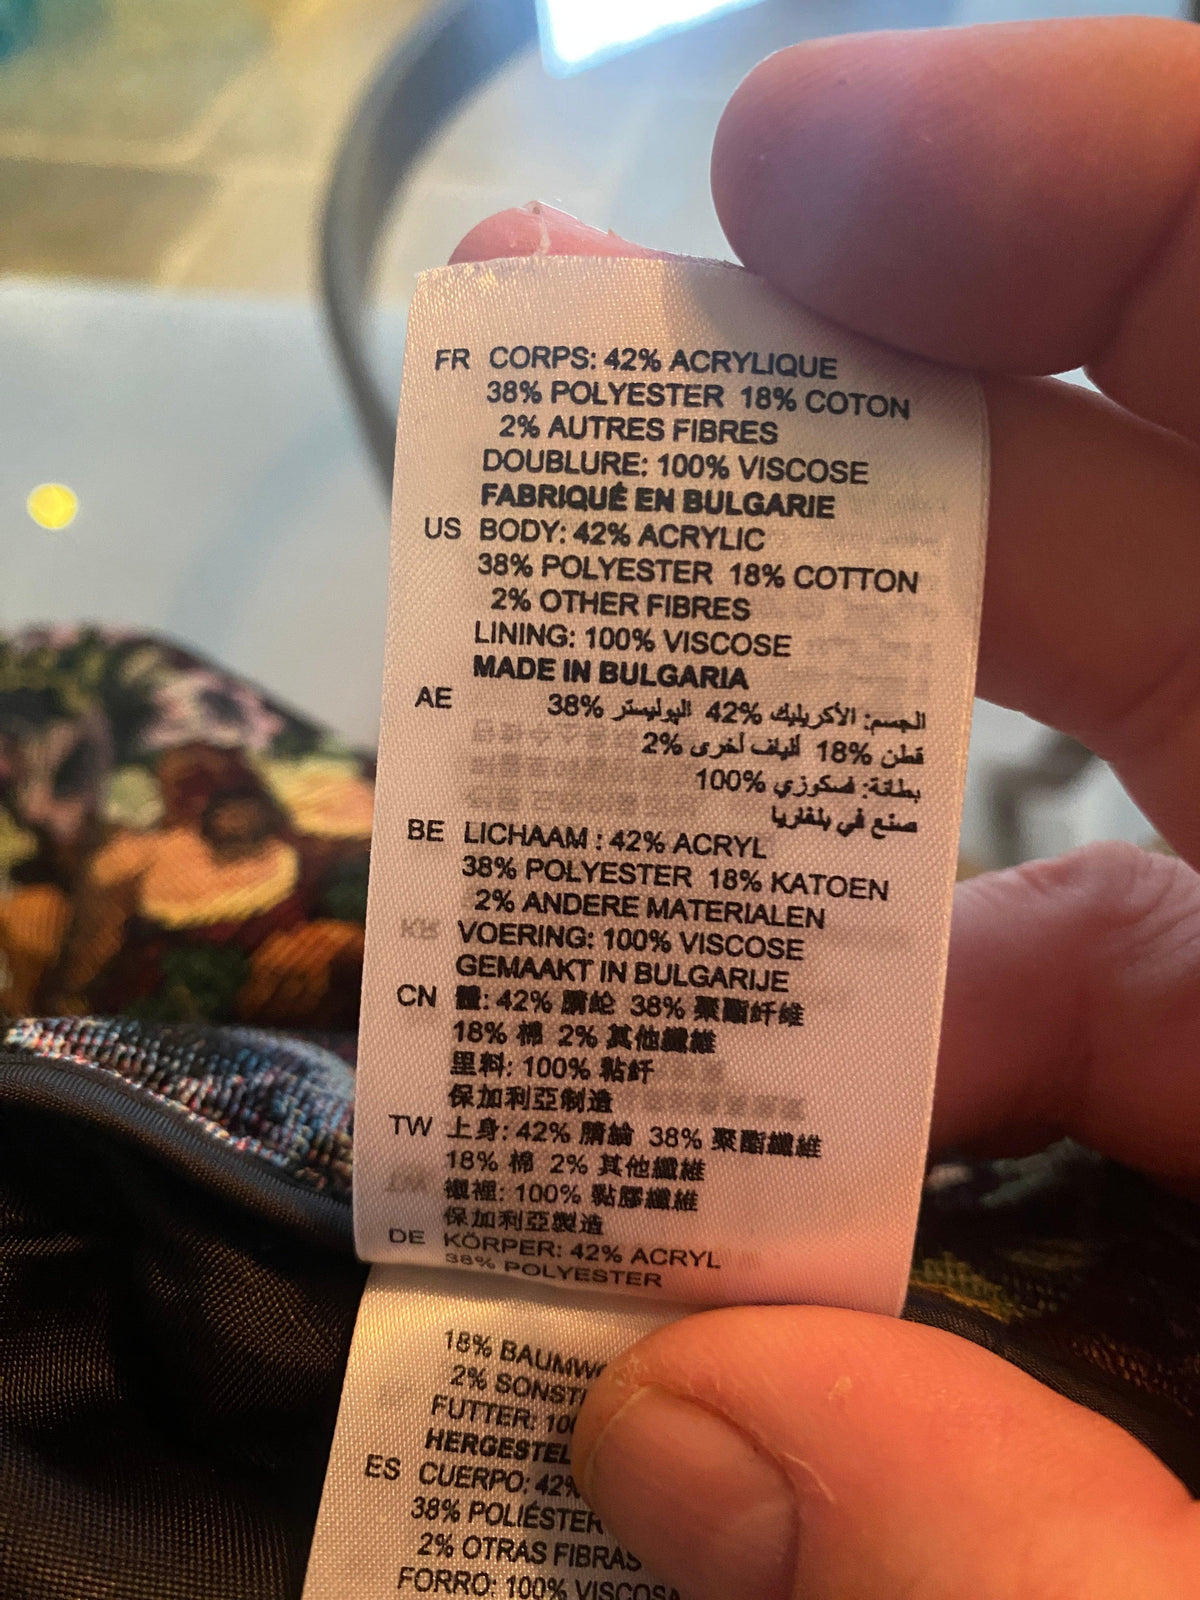 FR CORPS: 42% ACRYLIQUE
38% POLYESTER 18% COTON
2% AUTRES FIBRES
DOUBLURE: 100% VISCOSE
FABRIQUÉ EN BULGARIE
US BODY: 42% ACRYLIC
38% POLYESTER 18% COTTON
2% OTHER FIBRES
LINING: 100% VISCOSE
MADE IN BULGARIA
AE الجسم: الأكريليك 42% البوليستر 38%
قطن 18% ألياف أخرى 2%
بطانة: فسكوزي 100%
صنع في بلغاريا
BE LICHAAM : 42% ACRYL
38% POLYESTER 18% KATOEN
2% ANDERE MATERIALEN
VOERING: 100% VISCOSE
GEMAAKT IN BULGARIJE
CN 體: 42% 腈纶 38% 聚酯纤维
18% 棉 2% 其他纖維
里料: 100% 粘釬
保加利亞制造
TW 上身: 42% 腈綸 38% 聚酯纖維
18% 棉 2% 其他纖維
襯裡: 100% 黏膠纖維
保加利亞製造
DE KÖRPER: 42% ACRYL
38% POLYESTER
18%
2%
FUTTER:
ES CUERPO: 42%
38% POLIÉSTER
2% OTRAS FIBRAS
FORRO: 100% VISCOSA